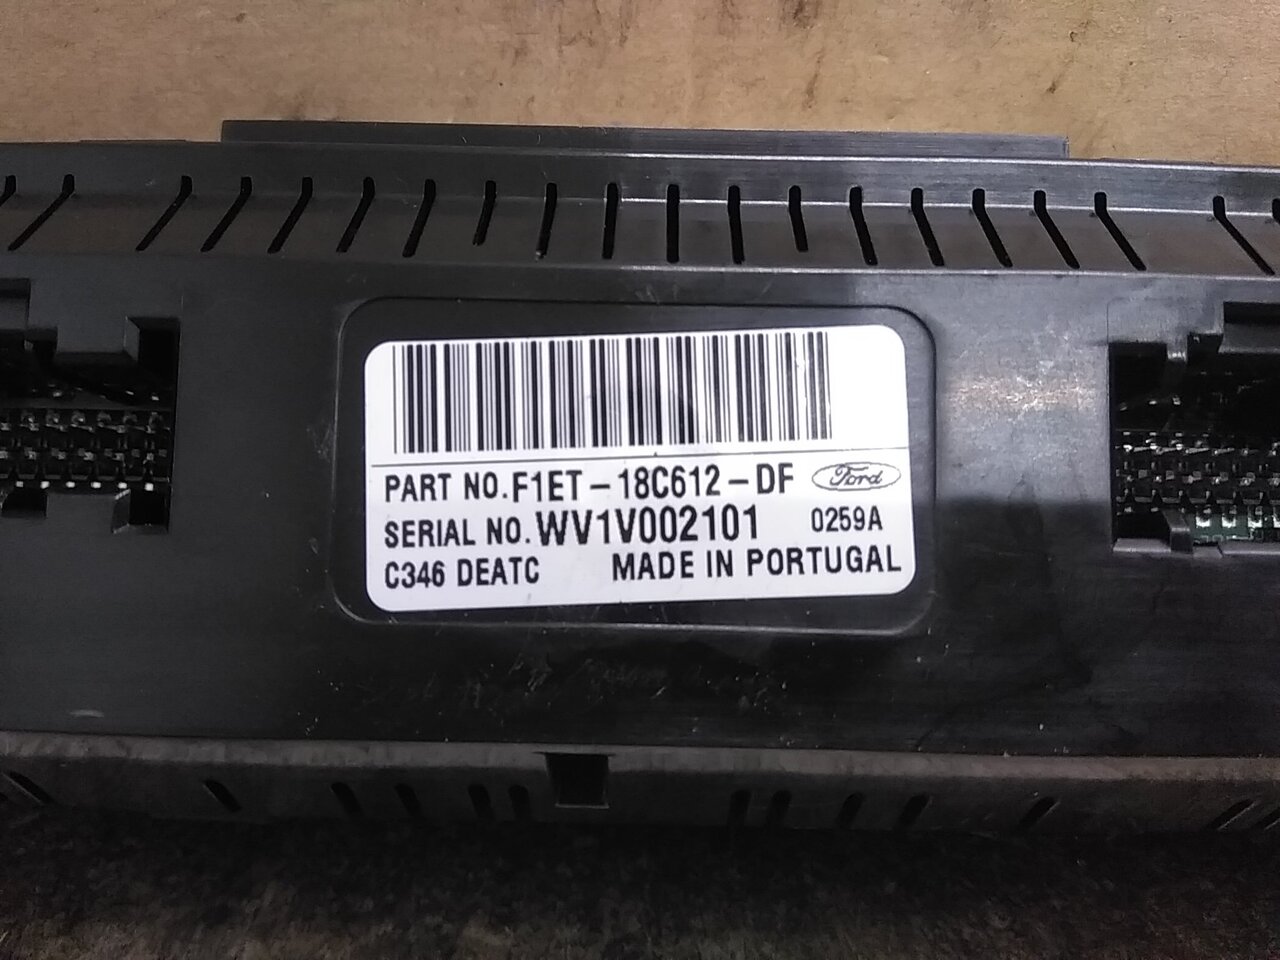 PART NO.F1ET-18C612-DF Ford
SERIAL NO.WV1V002101 0259A
C346 DEATC MADE IN PORTUGAL